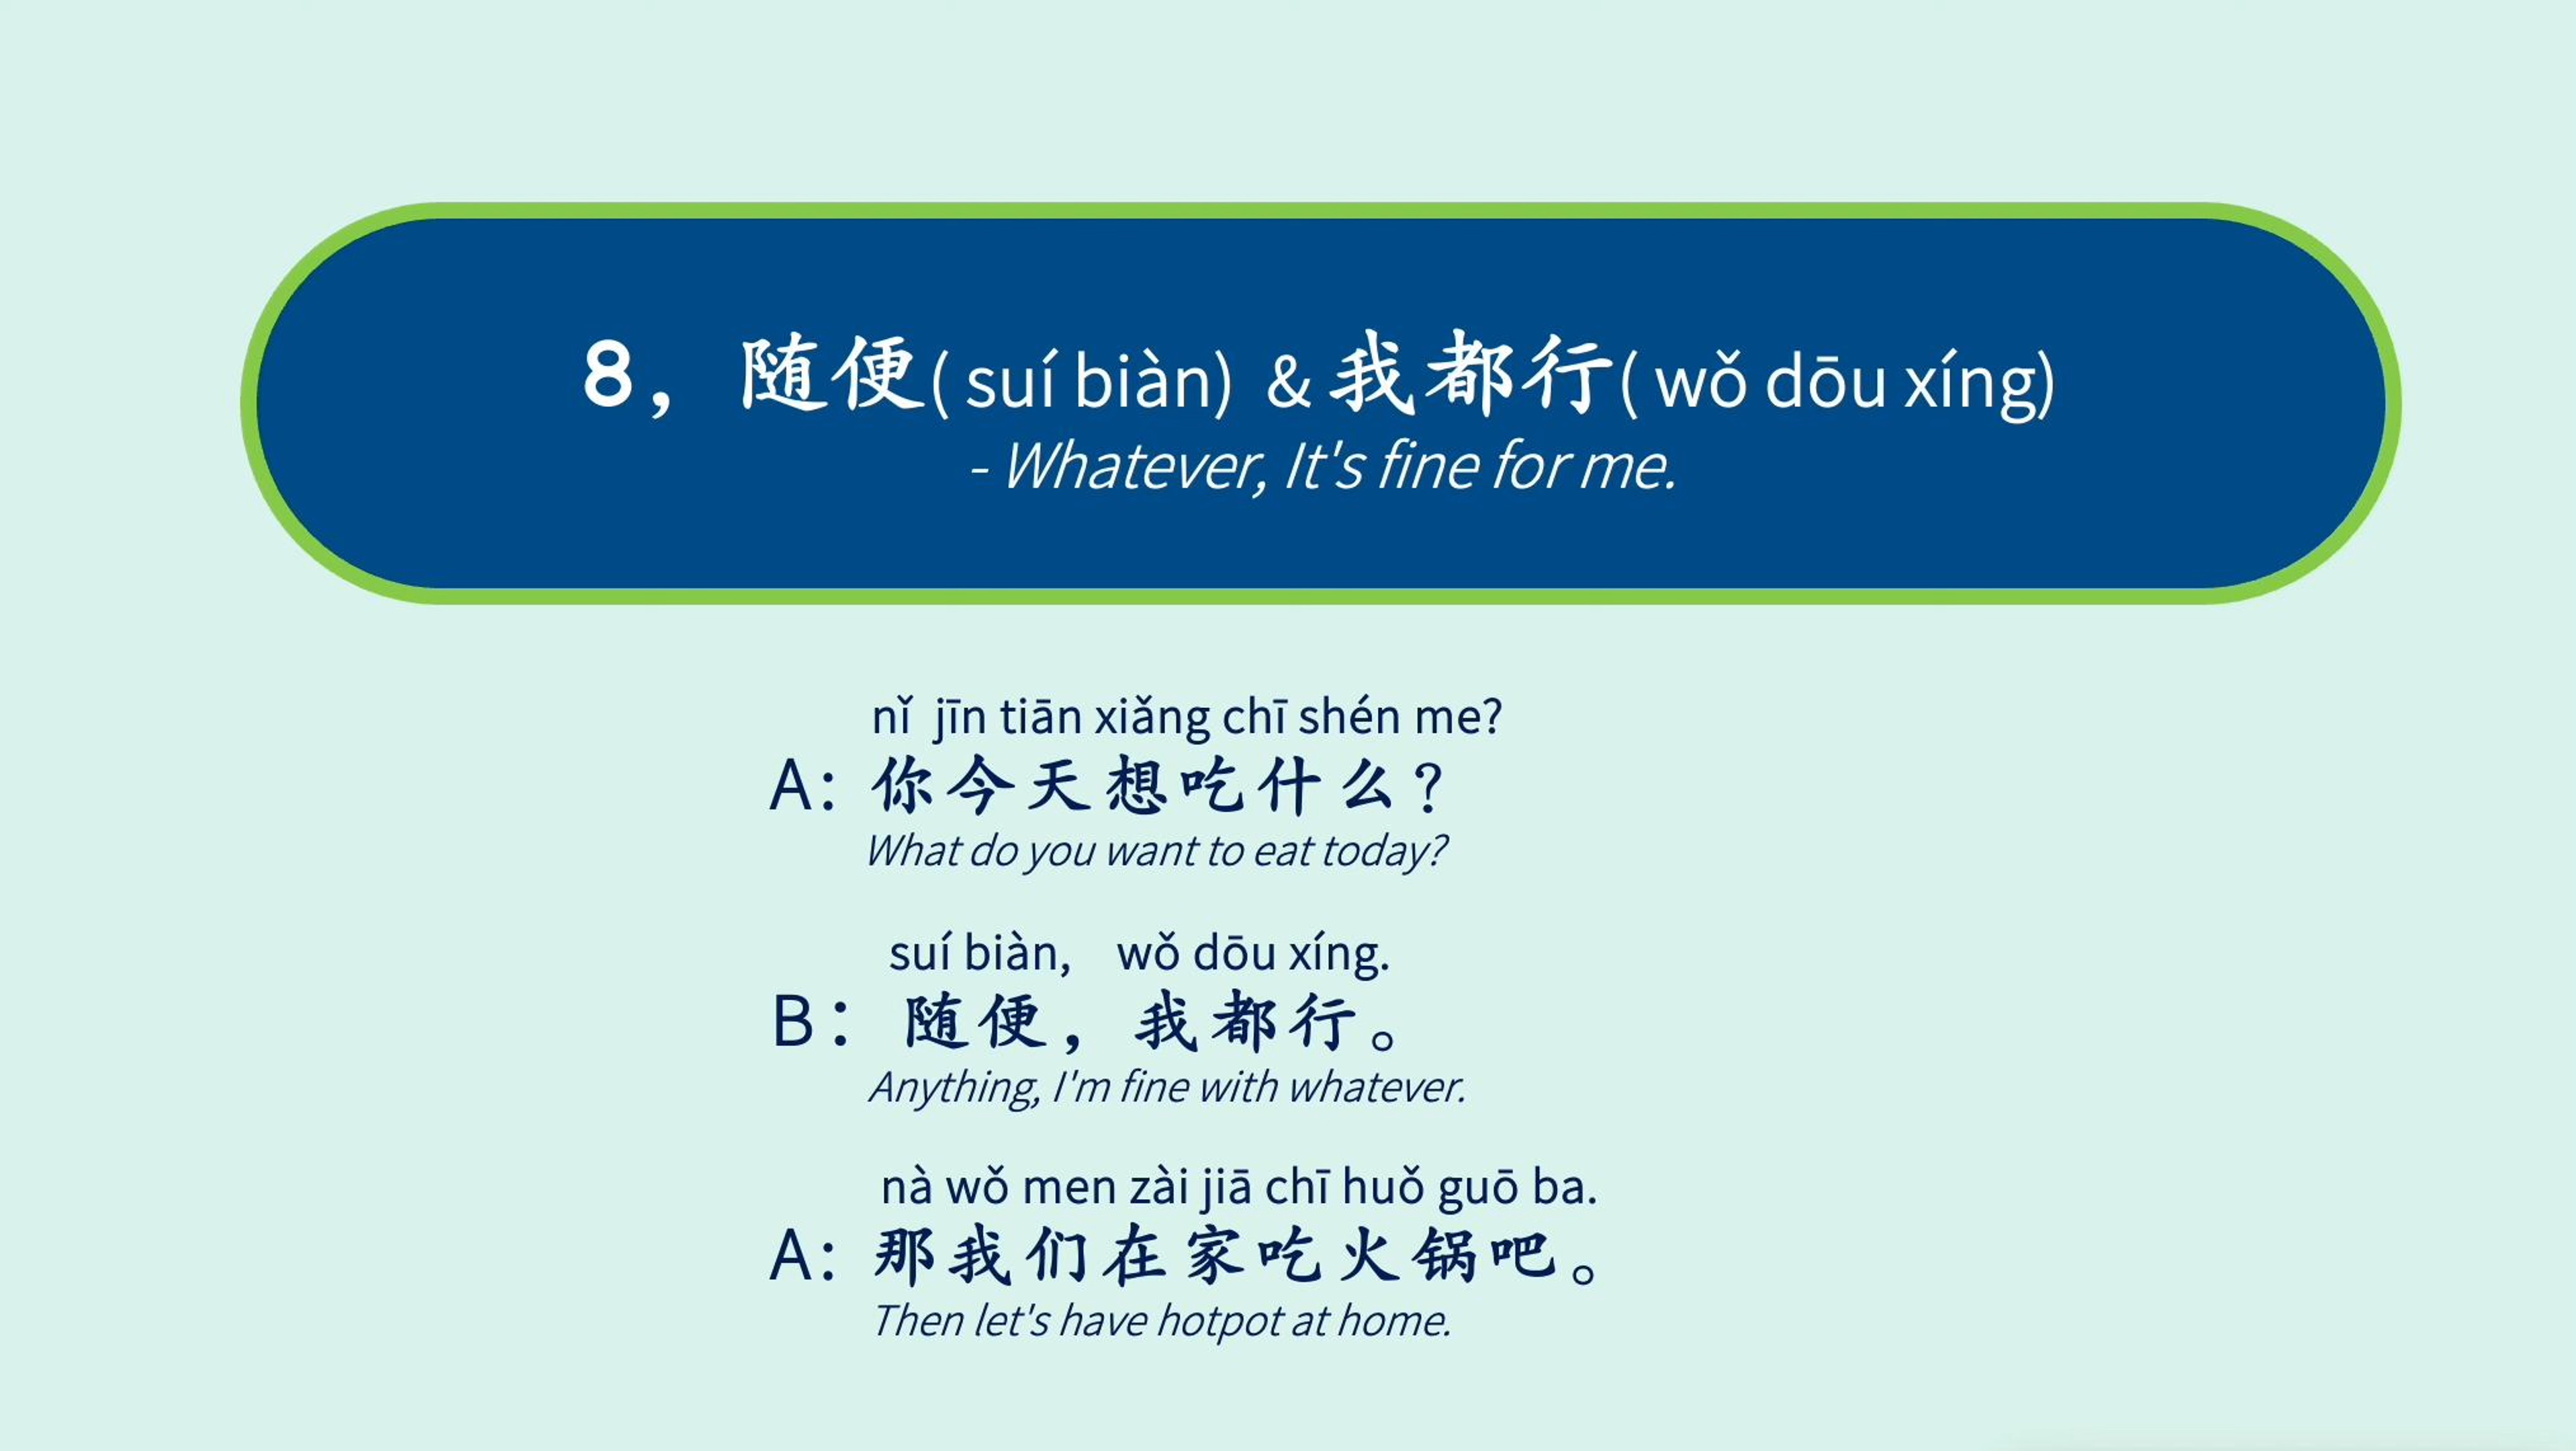 8，随便( suí biàn) &我都行( wǒ dōu xíng)
- Whatever, It's fine for me.
nǐ jīn tiān xiǎng chī shén me?
A: 你今天想吃什么？
What do you want to eat today?
suí biàn, wǒ dōu xíng.
B：随便，我都行。
Anything, I'm fine with whatever.
nà wǒ men zài jiā chī huǒ guō ba.
A: 那我们在家吃火锅吧。
Then let's have hotpot at home.